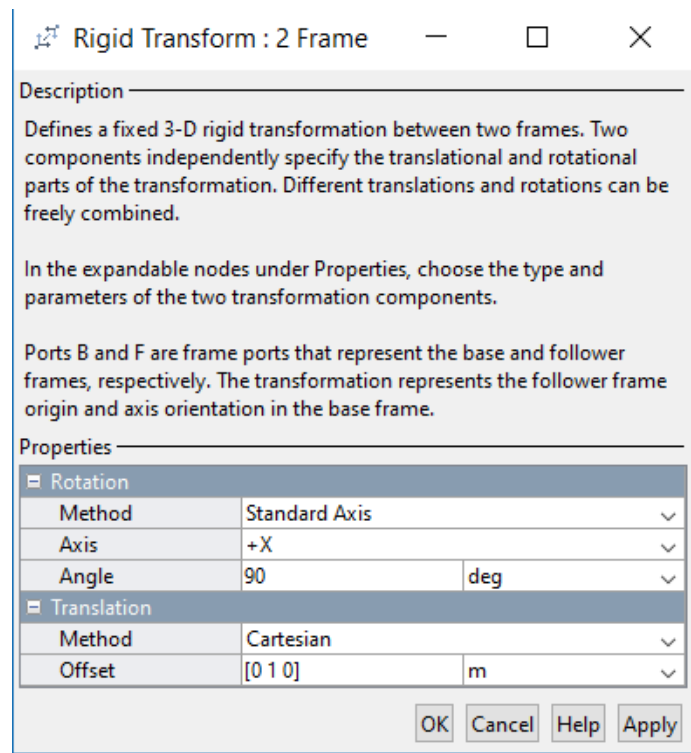 Rigid Transform : 2 Frame
Description
Defines a fixed 3-D rigid transformation between two frames. Two
components independently specify the translational and rotational
parts of the transformation. Different translations and rotations can be
freely combined.
In the expandable nodes under Properties, choose the type and
parameters of the two transformation components.
Ports B and F are frame ports that represent the base and follower
frames, respectively. The transformation represents the follower frame
origin and axis orientation in the base frame.
Properties
Rotation
Method Standard Axis
Axis +X
Angle 90 deg
Translation
Method Cartesian
Offset [0 1 0] m
OK Cancel Help Apply